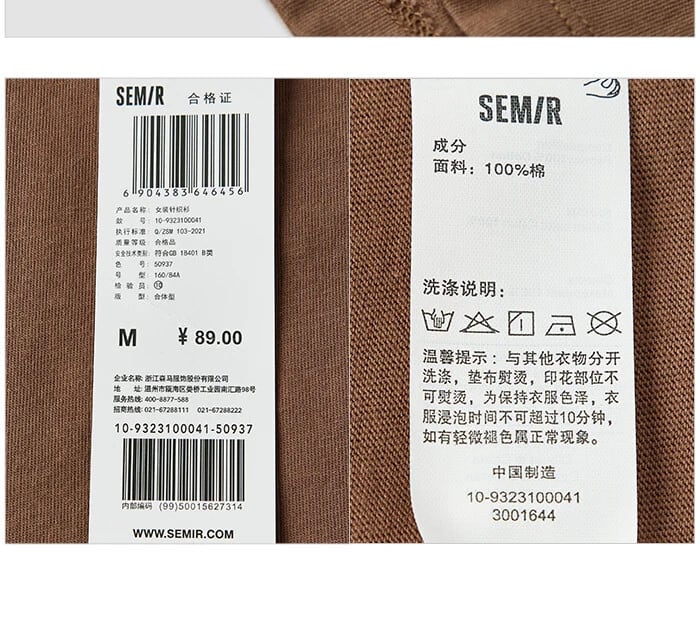 SEMIR 合格证
6 904383 646456
产品名称: 女装针织衫
款 号: 10-9323100041
执行标准: Q/ZSM 103-2021
质量等级: 合格品
安全技术类别: 符合GB 18401 B类
色 号: 50937
号 型: 160/84A
检 验 员: ⑩
版 型: 合体型
M ¥ 89.00
企业名称: 浙江森马服饰股份有限公司
地 址: 温州市瓯海区娄桥工业园南汇路98号
服务热线: 400-8877-588
招商热线: 021-67288111 021-67288222
10-9323100041-50937
内部编码 (99)50015627314
WWW.SEMIR.COM
SEMIR
成分
面料: 100%棉
洗涤说明:
温馨提示: 与其他衣物分开
洗涤, 垫布熨烫, 印花部位不
可熨烫, 为保持衣服色泽, 衣
服浸泡时间不可超过10分钟,
如有轻微褪色属正常现象。
中国制造
10-9323100041
3001644